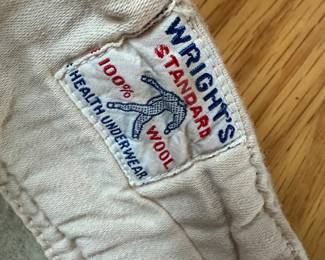 WRIGHT'S
STANDARD
100% WOOL
HEALTH UNDERWEAR